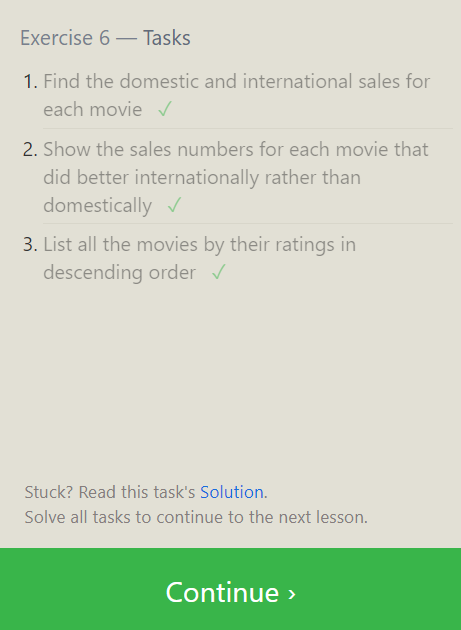 Exercise 6 — Tasks
1. Find the domestic and international sales for
each movie ✓
2. Show the sales numbers for each movie that
did better internationally rather than
domestically ✓
3. List all the movies by their ratings in
descending order ✓
Stuck? Read this task's Solution.
Solve all tasks to continue to the next lesson.
Continue ›